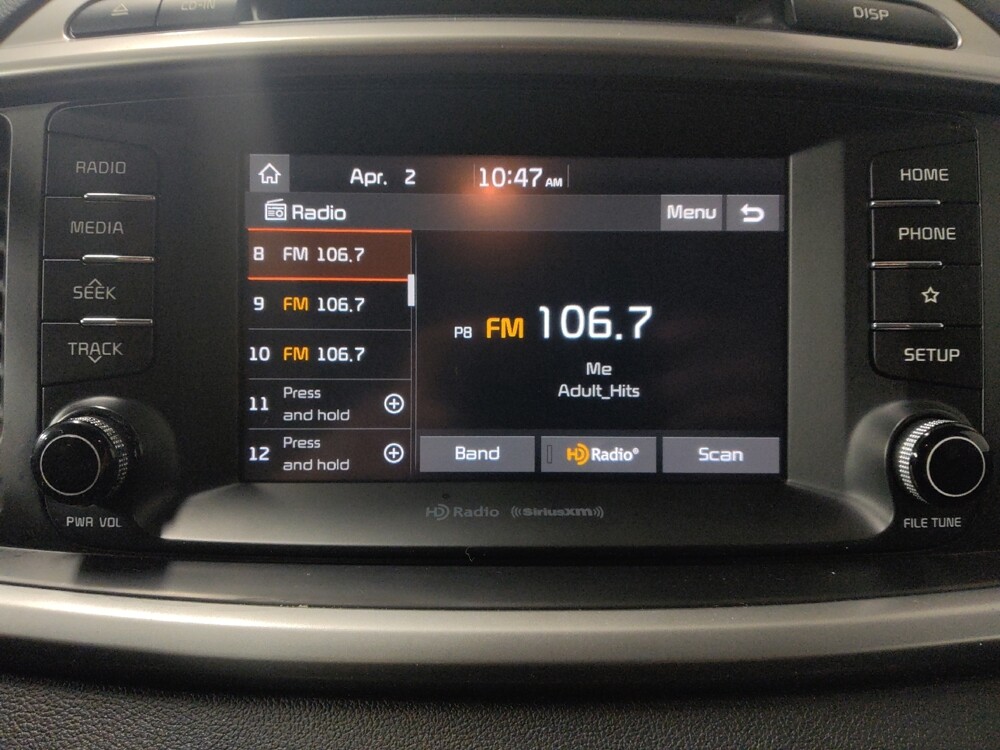 CD-IN
DISP
RADIO
MEDIA
SEEK
TRACK
PWR VOL
Apr. 2 10:47 AM
Radio
Menu
8 FM 106.7
9 FM 106.7
10 FM 106.7
11 Press
and hold
12 Press
and hold
P8 FM 106.7
Me
Adult_Hits
Band
HD Radio®
Scan
HD Radio ((SiriusXM))
HOME
PHONE
SETUP
FILE TUNE